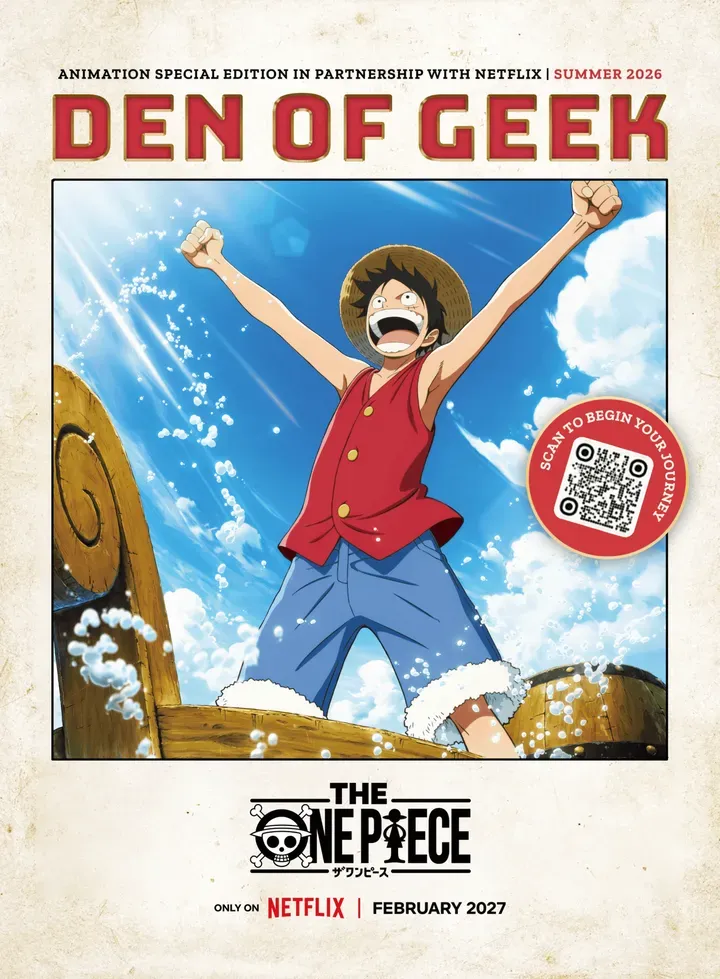 ANIMATION SPECIAL EDITION IN PARTNERSHIP WITH NETFLIX | SUMMER 2026
DEN OF GEEK
SCAN TO BEGIN YOUR JOURNEY
THE
ONE PIECE
ザワンピース
ONLY ON NETFLIX | FEBRUARY 2027